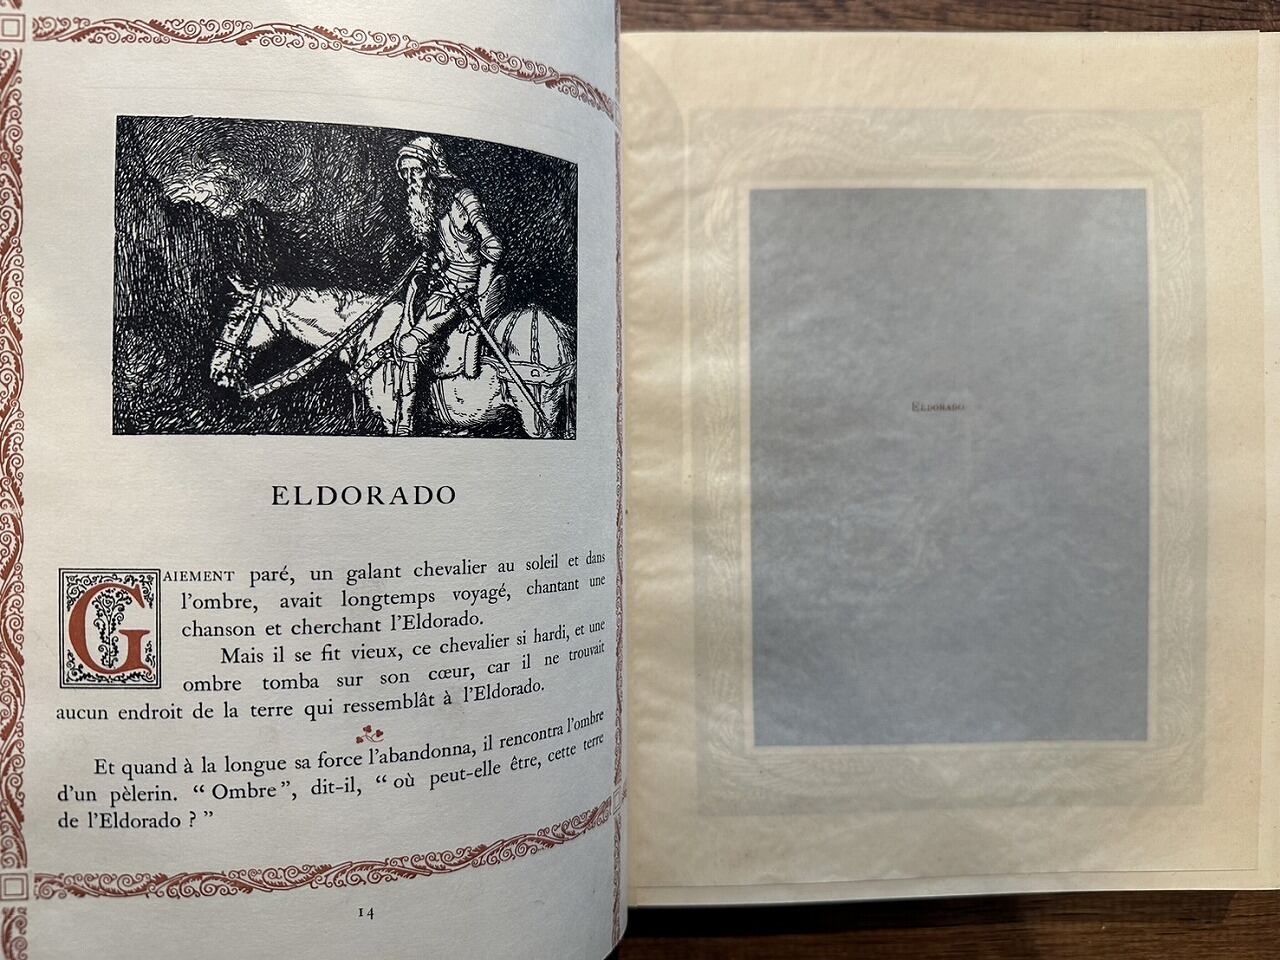 ELDORADO
GAIEMENT paré, un galant chevalier au soleil et dans
l’ombre, avait longtemps voyagé, chantant une
chanson et cherchant l’Eldorado.
Mais il se fit vieux, ce chevalier si hardi, et une
ombre tomba sur son cœur, car il ne trouvait
aucun endroit de la terre qui ressemblât à l’Eldorado.
Et quand à la longue sa force l’abandonna, il rencontra l’ombre
d’un pèlerin. “ Ombre ”, dit-il, “ où peut-elle être, cette terre
de l’Eldorado ? ”
14
ELDORADO